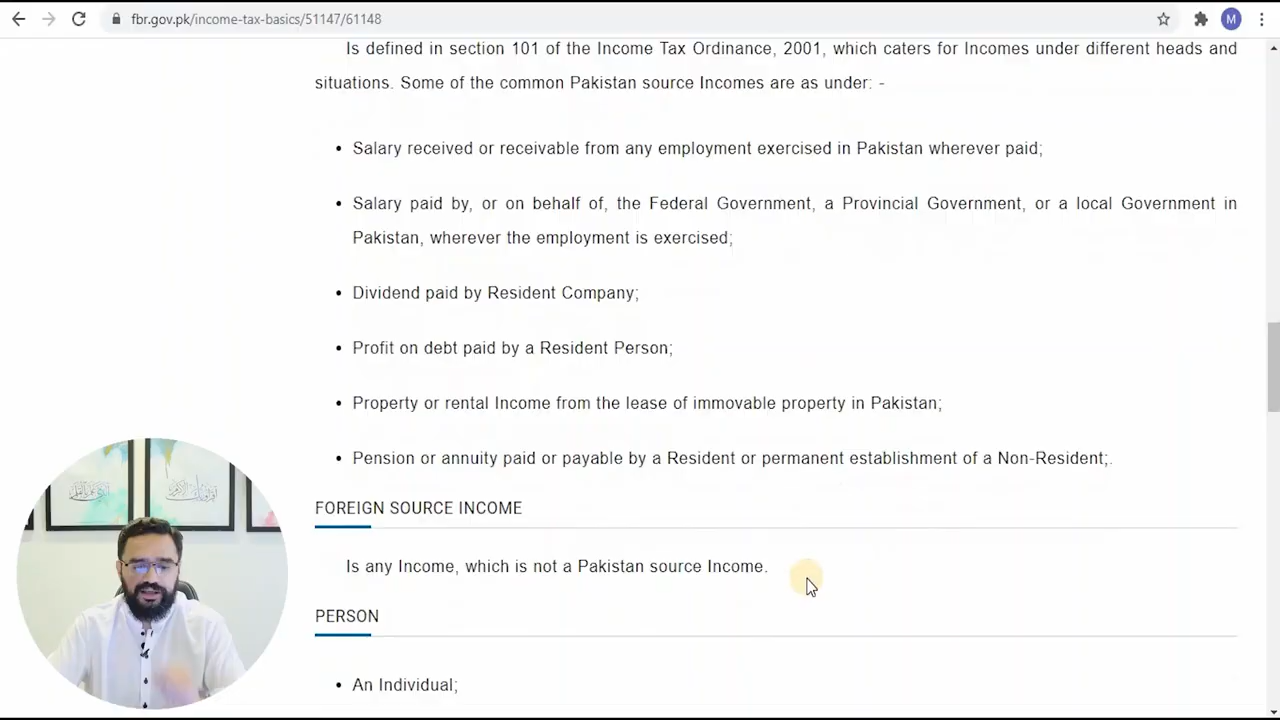 fbr.gov.pk/income-tax-basics/51147/61148
M
Is defined in section 101 of the Income Tax Ordinance, 2001, which caters for Incomes under different heads and
situations. Some of the common Pakistan source Incomes are as under: -
• Salary received or receivable from any employment exercised in Pakistan wherever paid;
• Salary paid by, or on behalf of, the Federal Government, a Provincial Government, or a local Government in
Pakistan, wherever the employment is exercised;
• Dividend paid by Resident Company;
• Profit on debt paid by a Resident Person;
• Property or rental Income from the lease of immovable property in Pakistan;
• Pension or annuity paid or payable by a Resident or permanent establishment of a Non-Resident;.
FOREIGN SOURCE INCOME
Is any Income, which is not a Pakistan source Income.
PERSON
• An Individual;